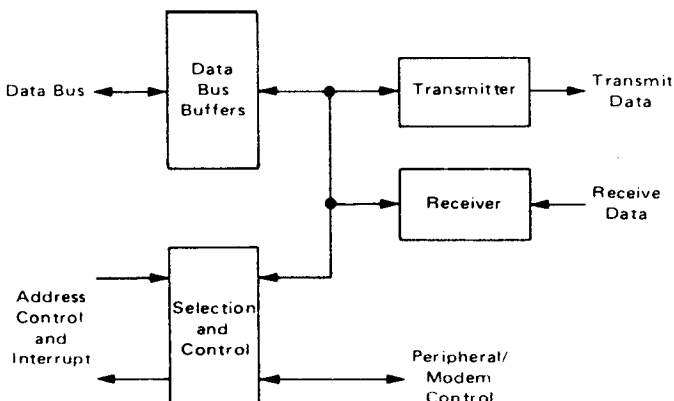 Data Bus
Data
Bus
Buffers
Transmitter
Transmit
Data
Receiver
Receive
Data
Address
Control
and
Interrupt
Selection
and
Control
Peripheral/
Modem
Control